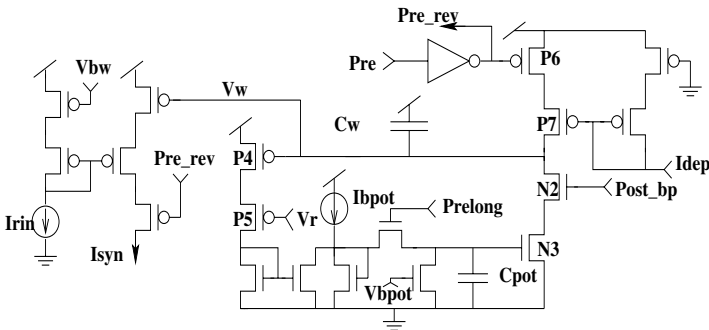 Pre_rev
Pre
P6
Vbw
Vw
Cw
P7
P4
Pre_rev
Idep
Ibpot
N2
Post_bp
P5
Vr
Prelong
Irin
Isyn
N3
Vbpot
Cpot